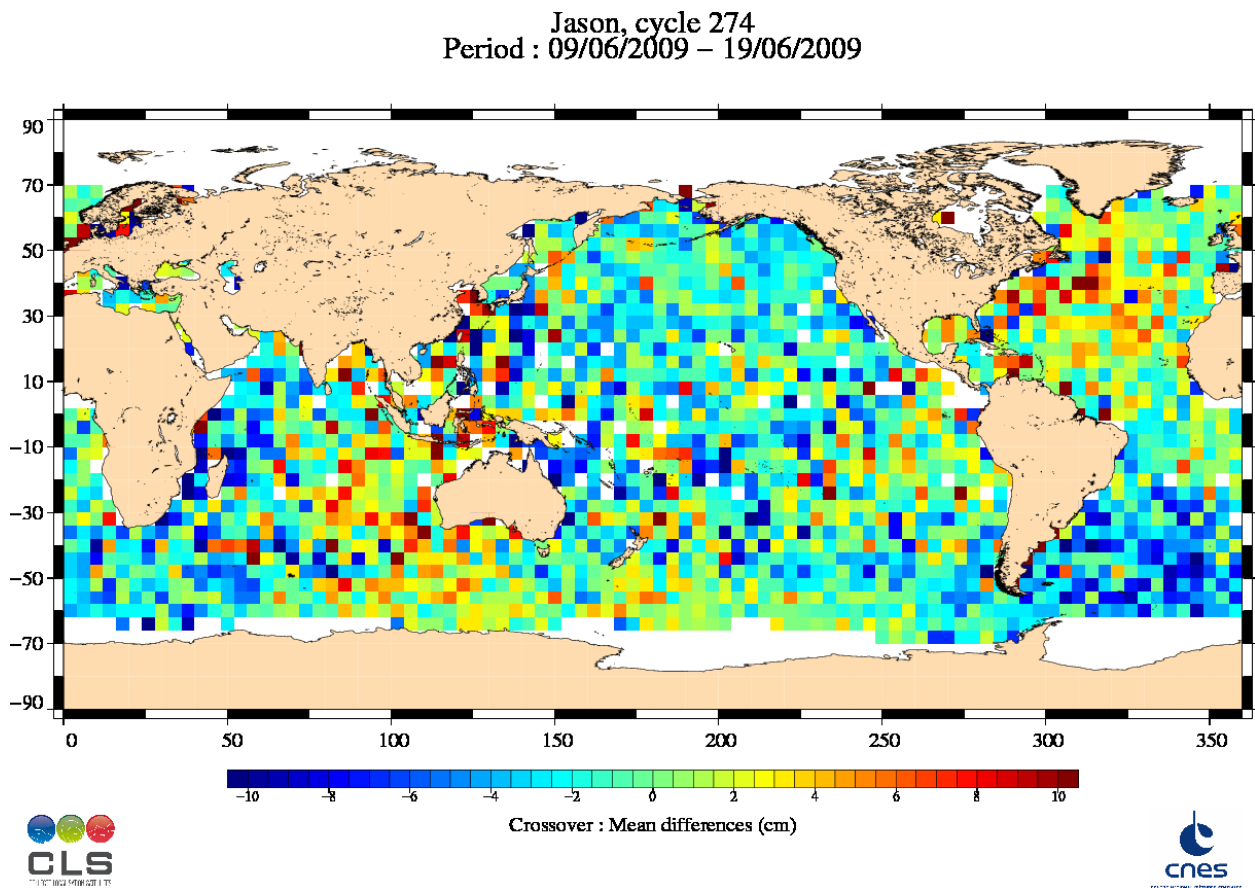 Jason, cycle 274
Period : 09/06/2009 − 19/06/2009
90
70
50
30
10
−10
−30
−50
−70
−90
0 50 100 150 200 250 300 350
−10 −8 −6 −4 −2 0 2 4 6 8 10
Crossover : Mean differences (cm)
CLS
cnes